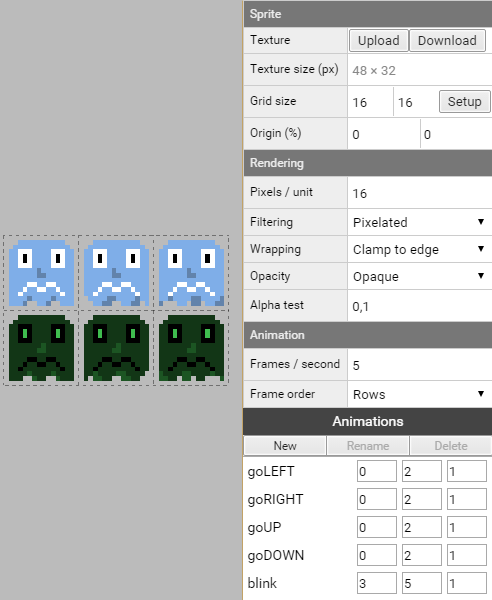 Sprite
Texture Upload Download
Texture size (px) 48 × 32
Grid size 16 16 Setup
Origin (%) 0 0
Rendering
Pixels / unit 16
Filtering Pixelated
Wrapping Clamp to edge
Opacity Opaque
Alpha test 0,1
Animation
Frames / second 5
Frame order Rows
Animations
New Rename Delete
goLEFT 0 2 1
goRIGHT 0 2 1
goUP 0 2 1
goDOWN 0 2 1
blink 3 5 1